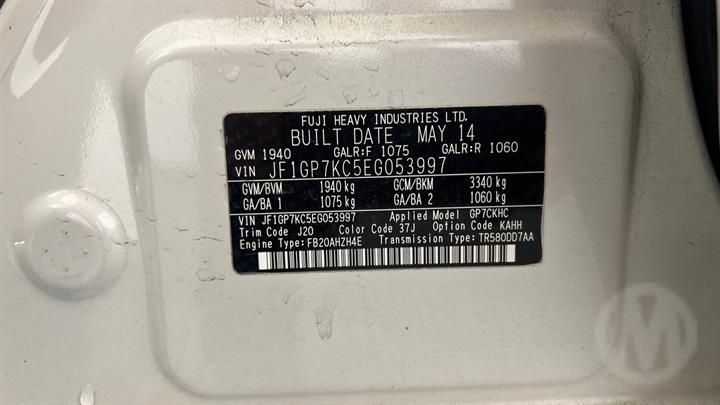 FUJI HEAVY INDUSTRIES LTD.
BUILT DATE MAY 14
GVM 1940 GALR:F 1075 GALR:R 1060
VIN JF1GP7KC5EG053997
GVM/BVM 1940 kg GCM/BKM 3340 kg
GA/BA 1 1075 kg GA/BA 2 1060 kg
VIN JF1GP7KC5EG053997 Applied Model GP7CKHC
Trim Code J20 Color Code 37J Option Code KAHH
Engine Type: FB20AHZH4E Transmission Type: TR580DD7AA
M